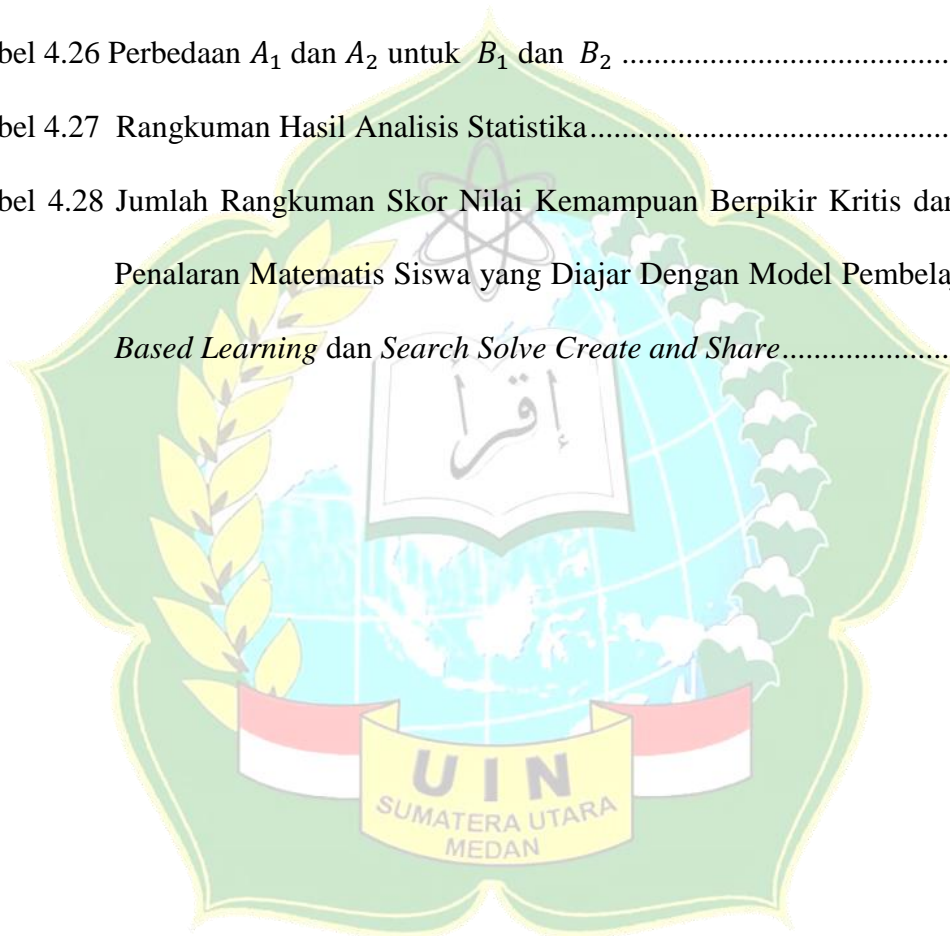 bel 4.26 Perbedaan A₁ dan A₂ untuk B₁ dan B₂ ....................................
bel 4.27 Rangkuman Hasil Analisis Statistika........................................
bel 4.28 Jumlah Rangkuman Skor Nilai Kemampuan Berpikir Kritis dan
Penalaran Matematis Siswa yang Diajar Dengan Model Pembelaj
Based Learning dan Search Solve Create and Share.....................
إقرأ
UIN
SUMATERA UTARA
MEDAN